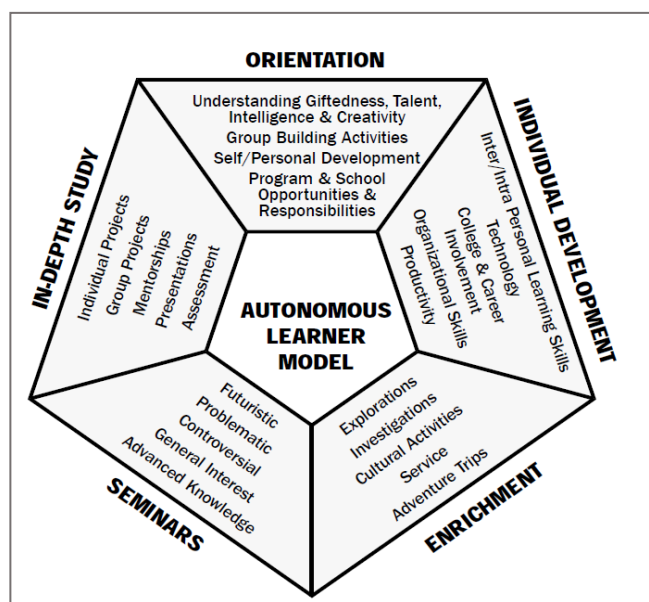 ORIENTATION
Understanding Giftedness, Talent,
Intelligence & Creativity
Group Building Activities
Self/Personal Development
Program & School
Opportunities &
Responsibilities
INDIVIDUAL DEVELOPMENT
Inter/Intra Personal Learning Skills
Technology
College & Career
Involvement
Organizational Skills
Productivity
ENRICHMENT
Explorations
Investigations
Cultural Activities
Service
Adventure Trips
SEMINARS
Futuristic
Problematic
Controversial
General Interest
Advanced Knowledge
IN-DEPTH STUDY
Individual Projects
Group Projects
Mentorships
Presentations
Assessment
AUTONOMOUS
LEARNER
MODEL